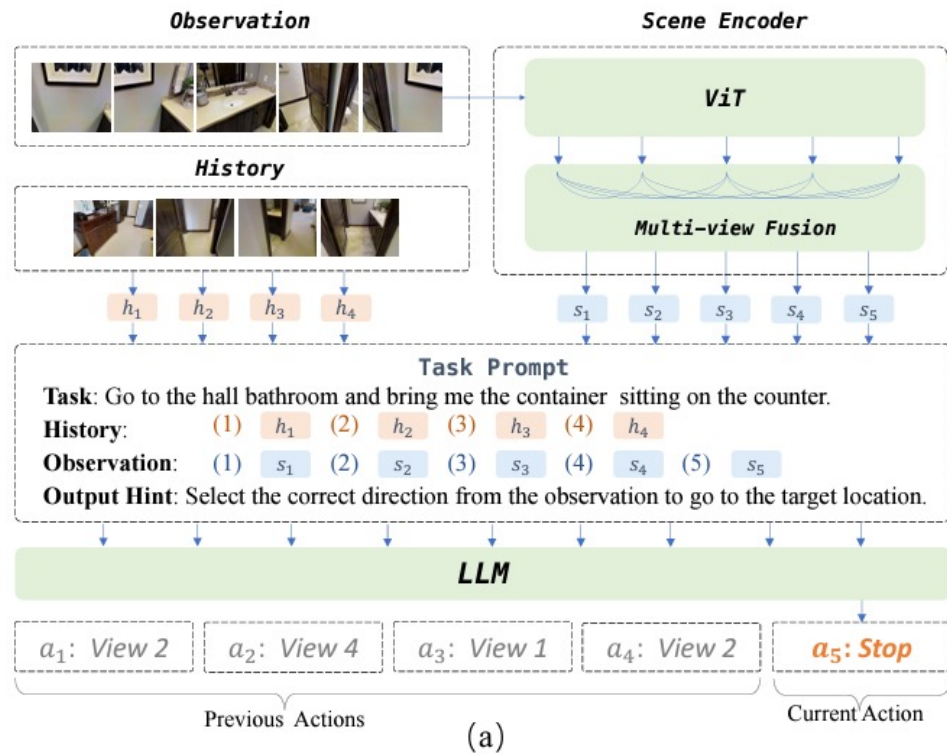 Observation
Scene Encoder
ViT
History
Multi-view Fusion
h₁ h₂ h₃ h₄
s₁ s₂ s₃ s₄ s₅
Task Prompt
Task: Go to the hall bathroom and bring me the container sitting on the counter.
History: (1) h₁ (2) h₂ (3) h₃ (4) h₄
Observation: (1) s₁ (2) s₂ (3) s₃ (4) s₄ (5) s₅
Output Hint: Select the correct direction from the observation to go to the target location.
LLM
a₁: View 2 a₂: View 4 a₃: View 1 a₄: View 2 a₅: Stop
Previous Actions
Current Action
(a)